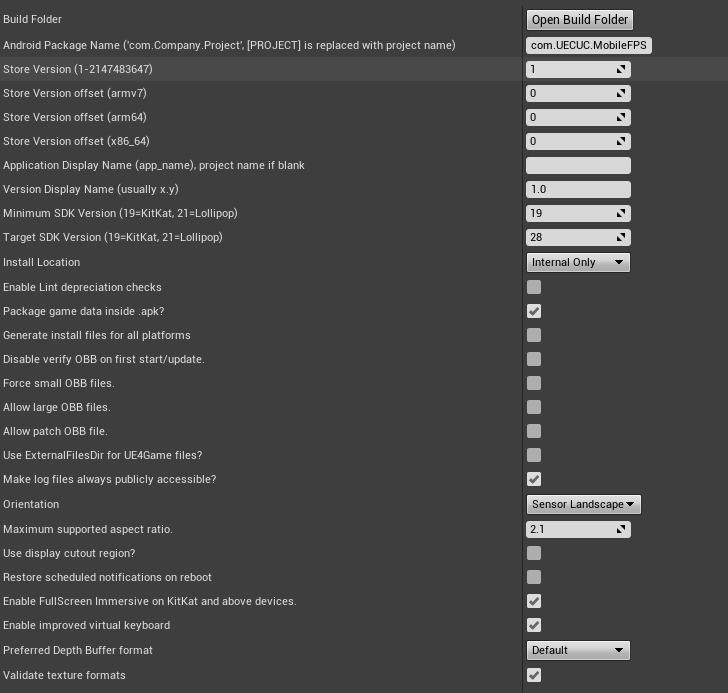 Build Folder
Open Build Folder
Android Package Name ('com.Company.Project', [PROJECT] is replaced with project name)
com.UECUC.MobileFPS
Store Version (1-2147483647)
1
Store Version offset (armv7)
0
Store Version offset (arm64)
0
Store Version offset (x86_64)
0
Application Display Name (app_name), project name if blank
Version Display Name (usually x.y)
1.0
Minimum SDK Version (19=KitKat, 21=Lollipop)
19
Target SDK Version (19=KitKat, 21=Lollipop)
28
Install Location
Internal Only
Enable Lint depreciation checks
Package game data inside .apk?
Generate install files for all platforms
Disable verify OBB on first start/update.
Force small OBB files.
Allow large OBB files.
Allow patch OBB file.
Use ExternalFilesDir for UE4Game files?
Make log files always publicly accessible?
Orientation
Sensor Landscape
Maximum supported aspect ratio.
2.1
Use display cutout region?
Restore scheduled notifications on reboot
Enable FullScreen Immersive on KitKat and above devices.
Enable improved virtual keyboard
Preferred Depth Buffer format
Default
Validate texture formats